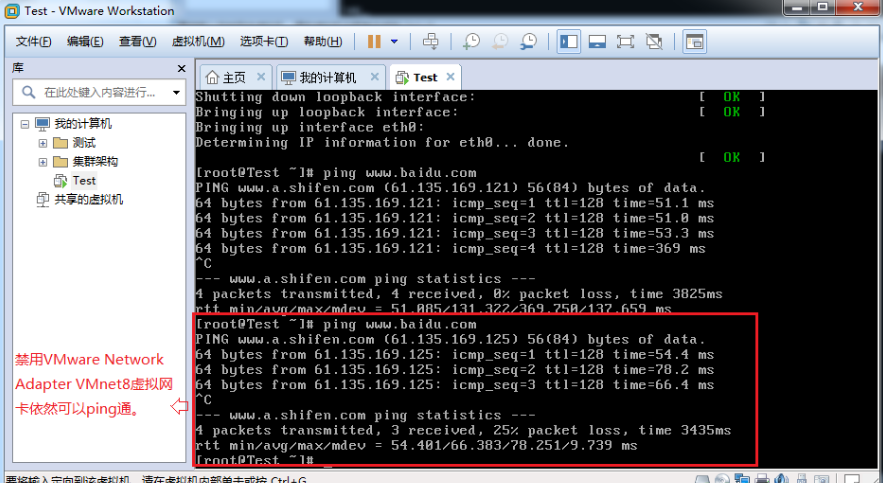 Test - VMware Workstation
文件(F) 编辑(E) 查看(V) 虚拟机(M) 选项卡(T) 帮助(H)
库
在此处键入内容进行...
我的计算机
测试
集群架构
Test
共享的虚拟机
主页 我的计算机 Test
Shutting down loopback interface: [ OK ]
Bringing up loopback interface: [ OK ]
Bringing up interface eth0:
Determining IP information for eth0... done.
[ OK ]
[root@Test ~]# ping www.baidu.com
PING www.a.shifen.com (61.135.169.121) 56(84) bytes of data.
64 bytes from 61.135.169.121: icmp_seq=1 ttl=128 time=51.1 ms
64 bytes from 61.135.169.121: icmp_seq=2 ttl=128 time=51.0 ms
64 bytes from 61.135.169.121: icmp_seq=3 ttl=128 time=53.3 ms
64 bytes from 61.135.169.121: icmp_seq=4 ttl=128 time=369 ms
^C
--- www.a.shifen.com ping statistics ---
4 packets transmitted, 4 received, 0% packet loss, time 3825ms
rtt min/avg/max/mdev = 51.085/131.322/369.750/137.659 ms
[root@Test ~]# ping www.baidu.com
PING www.a.shifen.com (61.135.169.125) 56(84) bytes of data.
64 bytes from 61.135.169.125: icmp_seq=1 ttl=128 time=54.4 ms
64 bytes from 61.135.169.125: icmp_seq=2 ttl=128 time=78.2 ms
64 bytes from 61.135.169.125: icmp_seq=3 ttl=128 time=66.4 ms
^C
--- www.a.shifen.com ping statistics ---
4 packets transmitted, 3 received, 25% packet loss, time 3435ms
rtt min/avg/max/mdev = 54.401/66.383/78.251/9.739 ms
[root@Test ~]# _
禁用VMware Network
Adapter VMnet8虚拟网
卡依然可以ping通。
要将输入定向到该虚拟机，请在虚拟机内部单击或按 Ctrl+G